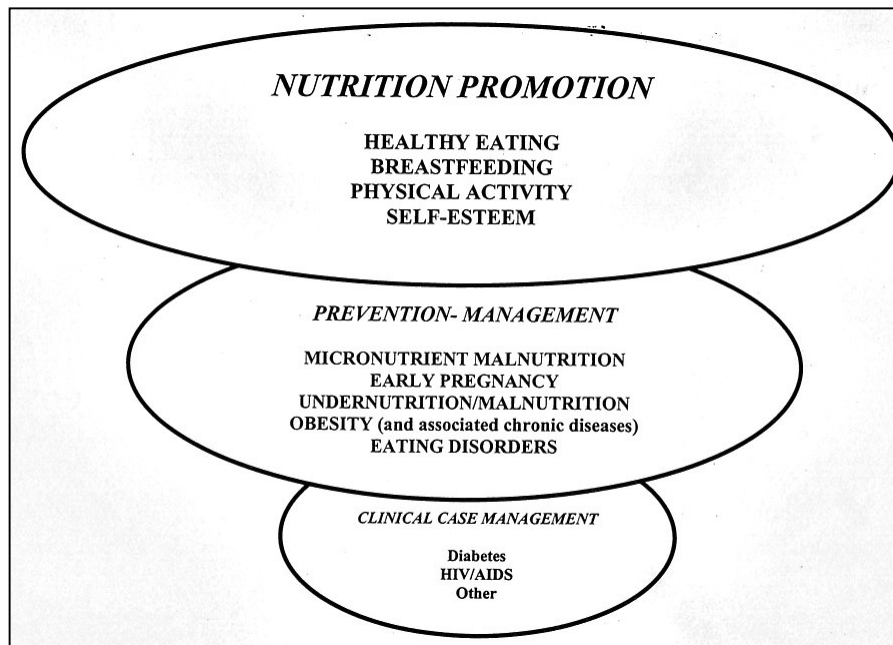 NUTRITION PROMOTION
HEALTHY EATING
BREASTFEEDING
PHYSICAL ACTIVITY
SELF-ESTEEM
PREVENTION- MANAGEMENT
MICRONUTRIENT MALNUTRITION
EARLY PREGNANCY
UNDERNUTRITION/MALNUTRITION
OBESITY (and associated chronic diseases)
EATING DISORDERS
CLINICAL CASE MANAGEMENT
Diabetes
HIV/AIDS
Other